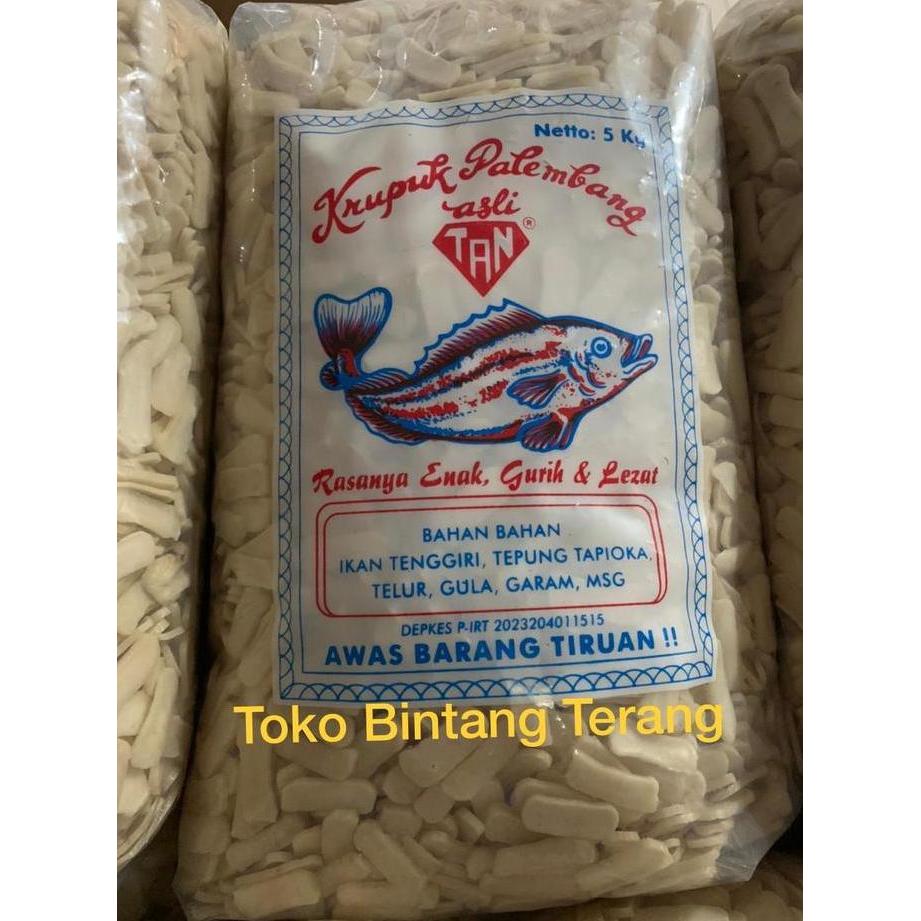 Netto: 5 Kg
Krupuk Palembang
asli
TAN®
Rasanya Enak, Gurih & Lezat
BAHAN BAHAN
IKAN TENGGIRI, TEPUNG TAPIOKA,
TELUR, GULA, GARAM, MSG
DEPKES P-IRT 2023204011515
AWAS BARANG TIRUAN !!
Toko Bintang Terang